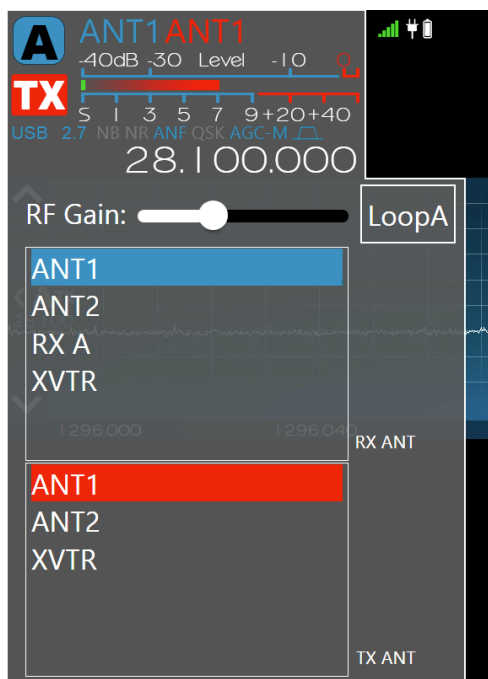 A ANT1 ANT1
-40dB -30 Level -10
TX
S 1 3 5 7 9+20+40
USB 2.7 NB NR ANF QSK AGC-M
28.100.000
RF Gain: LoopA
ANT1
ANT2
RX A
XVTR
1296.000 1296.040
RX ANT
ANT1
ANT2
XVTR
TX ANT